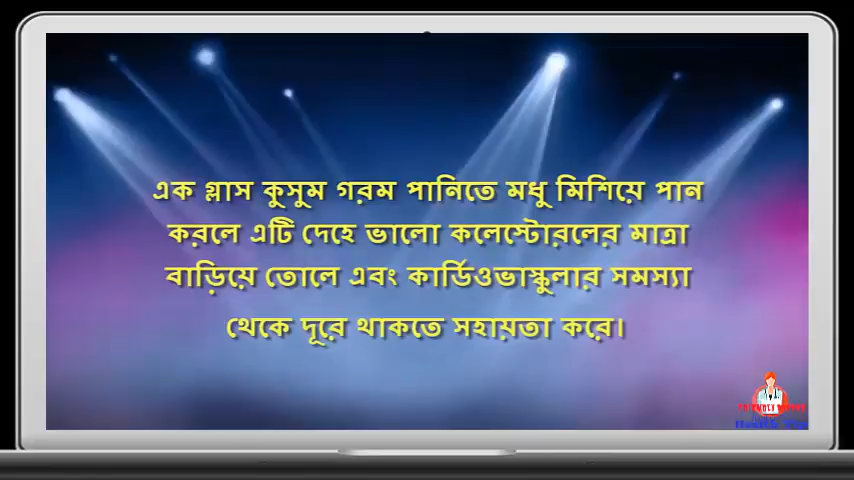 এক গ্লাস কুসুম গরম পানিতে মধু মিশিয়ে পান
করলে এটি দেহে ভালো কলেস্টোরলের মাত্রা
বাড়িয়ে তোলে এবং কার্ডিওভাস্কুলার সমস্যা
থেকে দূরে থাকতে সহায়তা করে।